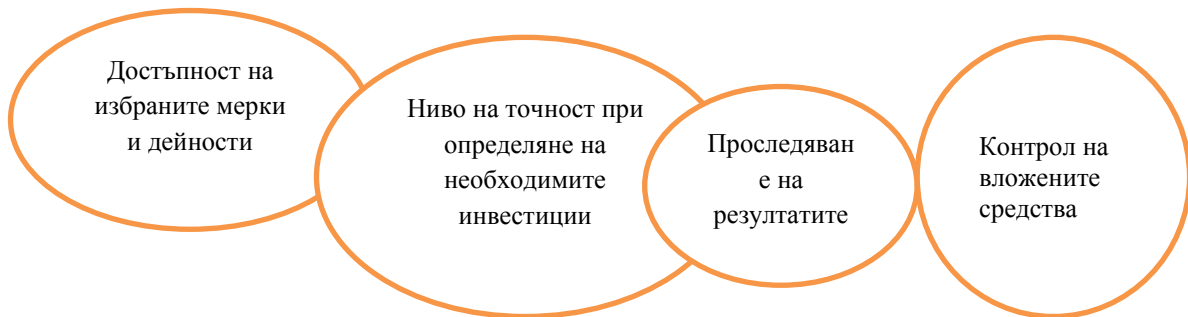 Достъпност на
избраните мерки
и дейности
Ниво на точност при
определяне на
необходимите
инвестиции
Проследяван
е на
резултатите
Контрол на
вложените
средства